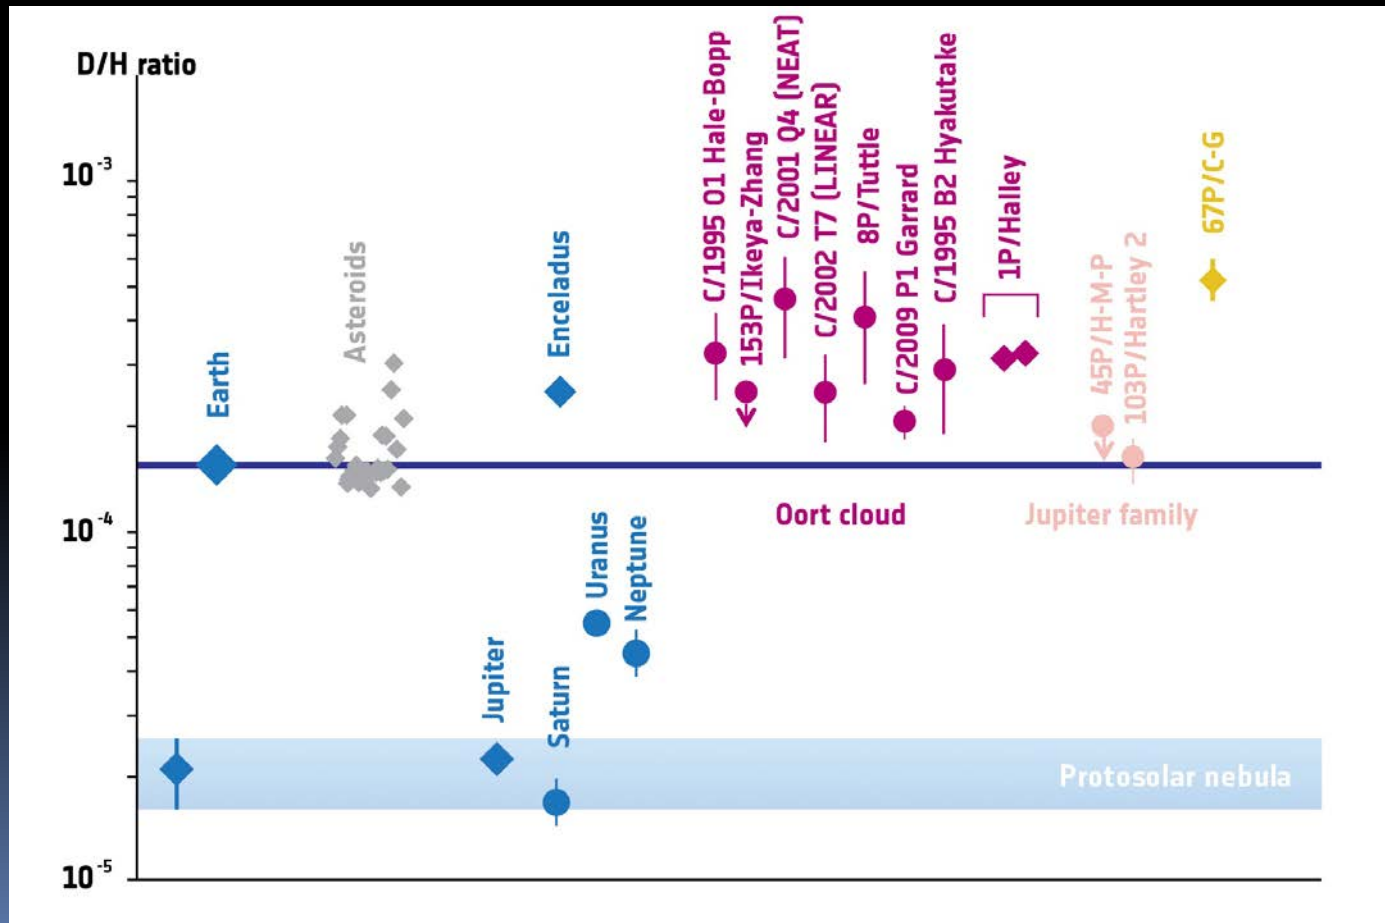 D/H ratio
10-3
10-4
10-5
Earth
Asteroids
Jupiter
Saturn
Enceladus
Uranus
Neptune
C/1995 O1 Hale-Bopp
153P/Ikeya-Zhang
C/2001 Q4 (NEAT)
C/2002 T7 (LINEAR)
8P/Tuttle
C/2009 P1 Garrard
C/1995 B2 Hyakutake
1P/Halley
45P/H-M-P
103P/Hartley 2
67P/C-G
Oort cloud
Jupiter family
Protosolar nebula